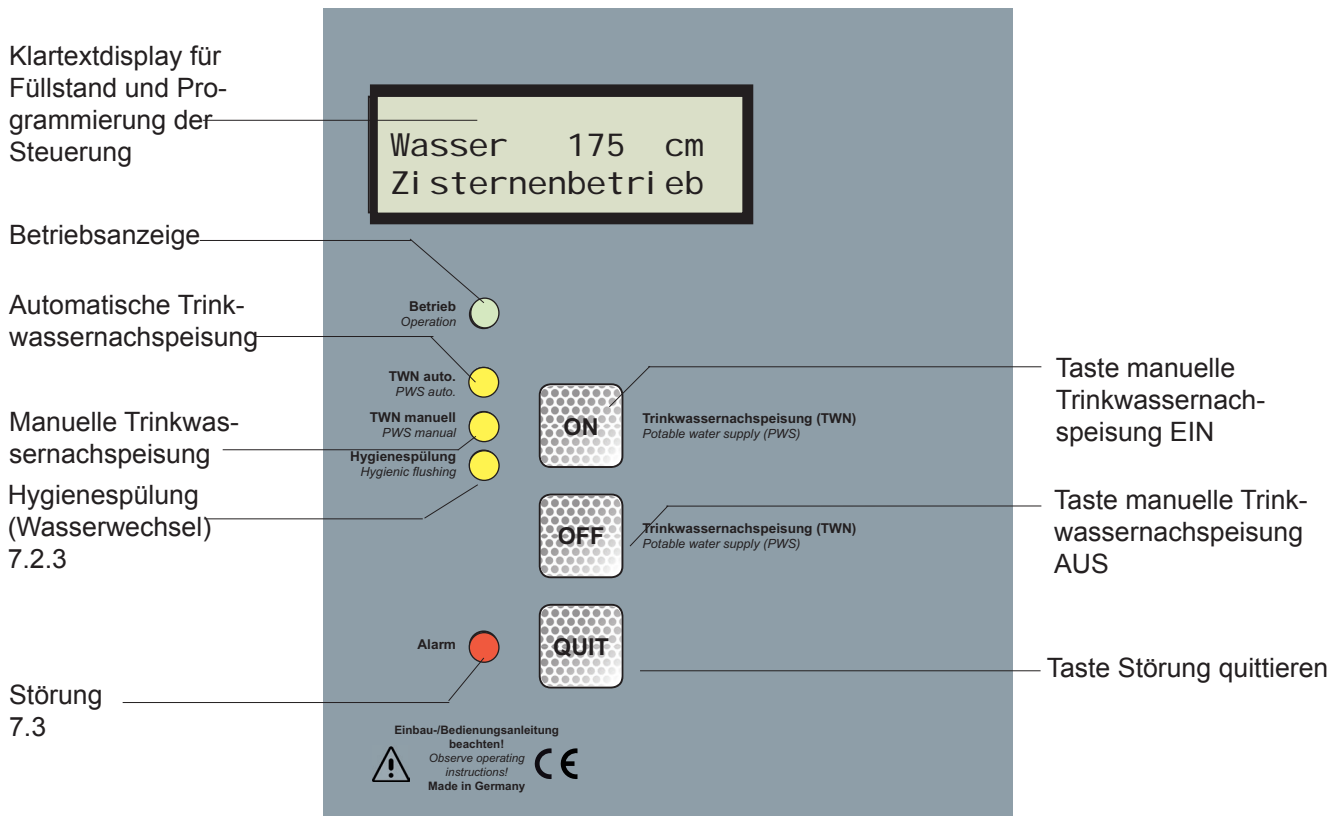 Klartextdisplay für
Füllstand und Pro-
grammierung der
Steuerung
Wasser 175 cm
Zisternenbetrieb
Betriebsanzeige
Automatische Trink-
wassernachspeisung
Manuelle Trinkwas-
sernachspeisung
Hygienespülung
(Wasserwechsel)
7.2.3
Störung
7.3
Betrieb
Operation
TWN auto.
PWS auto.
TWN manuell
PWS manual
Hygienespülung
Hygienic flushing
Alarm
ON
Trinkwassernachspeisung (TWN)
Potable water supply (PWS)
OFF
Trinkwassernachspeisung (TWN)
Potable water supply (PWS)
QUIT
Einbau-/Bedienungsanleitung
beachten!
Observe operating
instructions!
Made in Germany
CE
Taste manuelle
Trinkwassernach-
speisung EIN
Taste manuelle Trink-
wassernachspeisung
AUS
Taste Störung quittieren